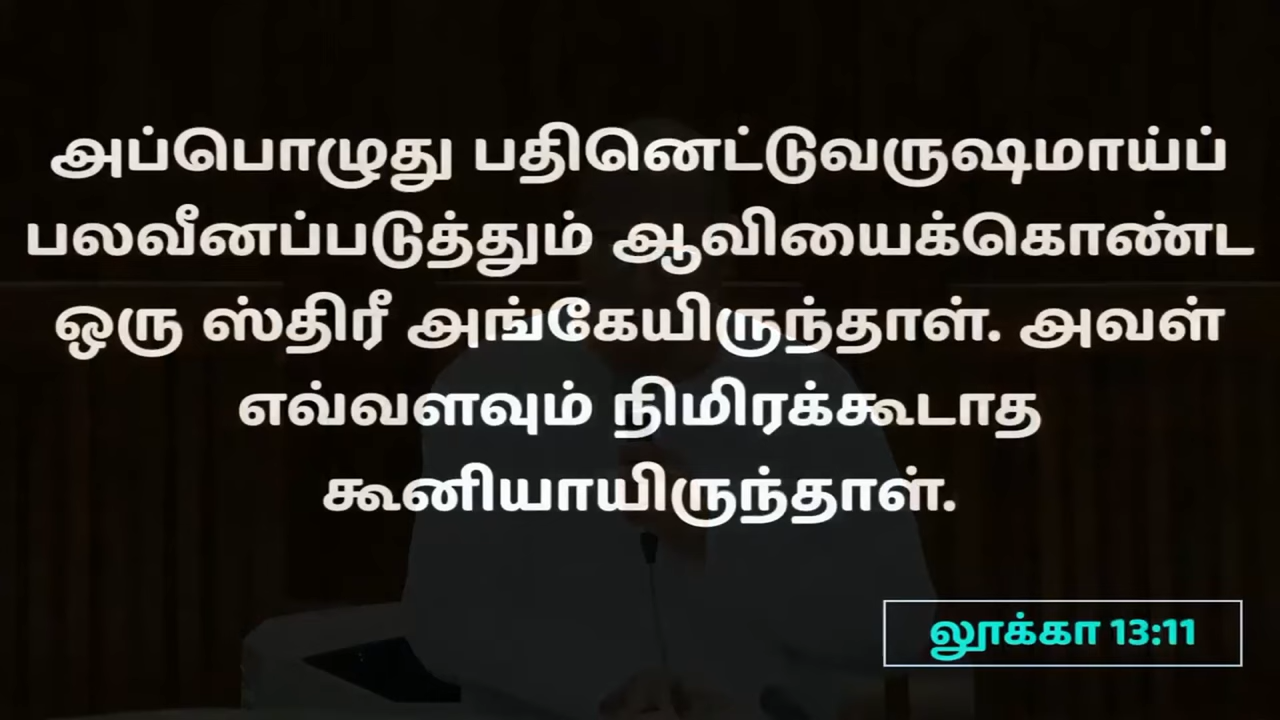 அப்பொழுது பதினெட்டுவருஷமாய்ப்
பலவீனப்படுத்தும் ஆவியைக்கொண்ட
ஒரு ஸ்திரீ அங்கேயிருந்தாள். அவள்
எவ்வளவும் நிமிரக்கூடாத
கூனியாயிருந்தாள்.
லூக்கா 13:11